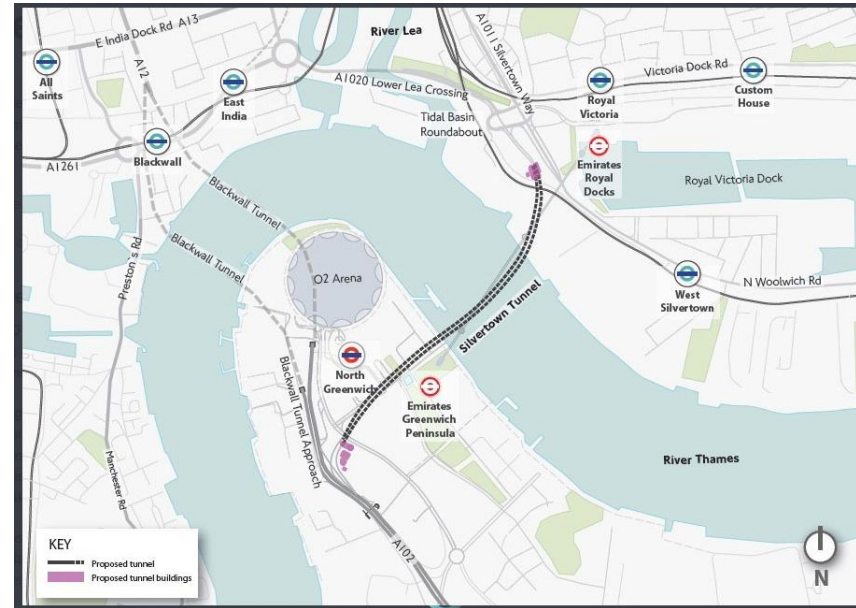 E India Dock Rd A13
River Lea
A1011 Silvertown Way
A12
All
Saints
East
India
A1020 Lower Lea Crossing
Victoria Dock Rd
Royal
Victoria
Custom
House
Tidal Basin
Roundabout
Blackwall
A1261
Emirates
Royal
Docks
Royal Victoria Dock
Blackwall Tunnel
Blackwall Tunnel
Preston's Rd
O2 Arena
Silvertown Tunnel
West
Silvertown
N Woolwich Rd
North
Greenwich
Emirates
Greenwich
Peninsula
Blackwall Tunnel Approach
River Thames
Manchester Rd
A102
KEY
Proposed tunnel
Proposed tunnel buildings
N